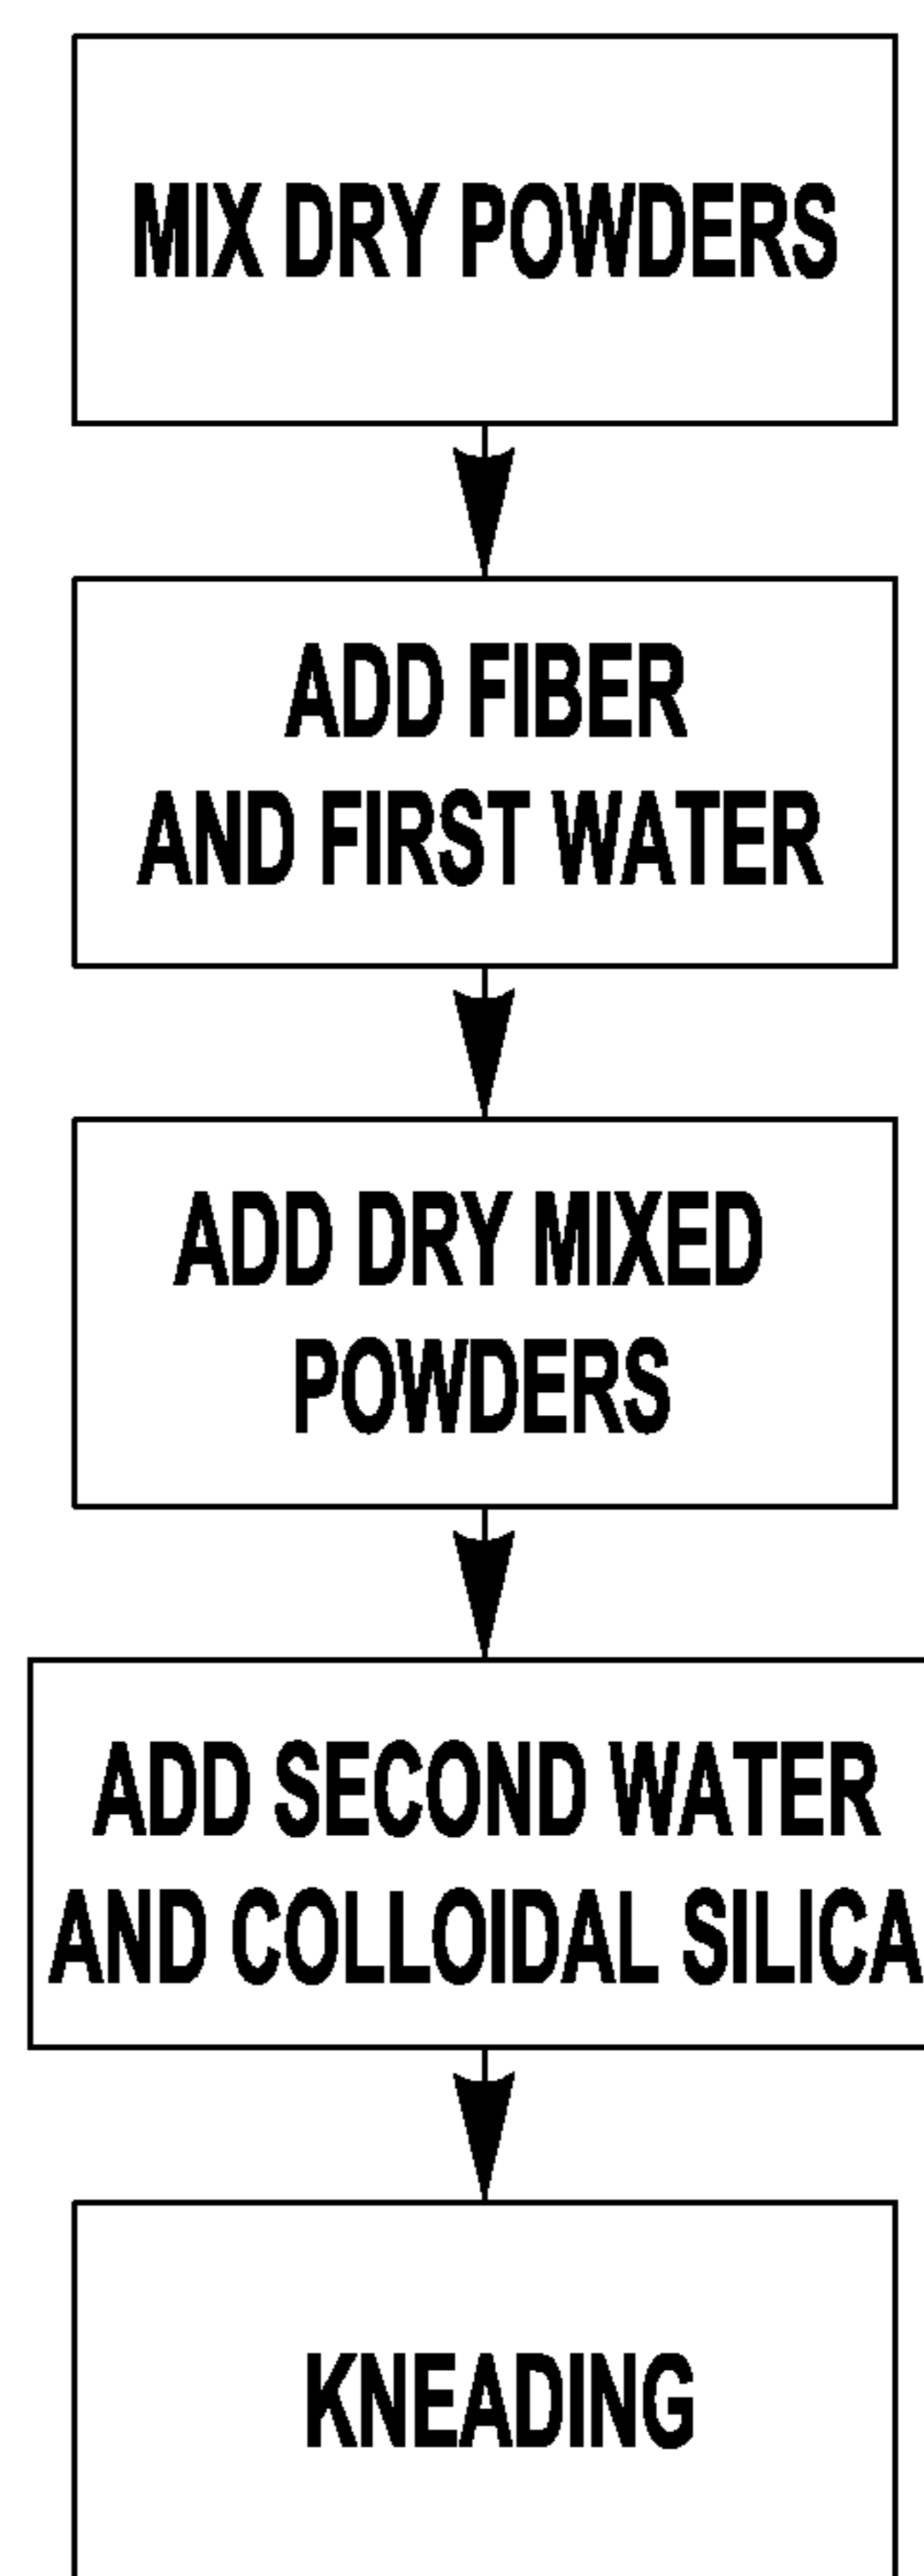 MIX DRY POWDERS
ADD FIBER
AND FIRST WATER
ADD DRY MIXED
POWDERS
ADD SECOND WATER
AND COLLOIDAL SILICA
KNEADING